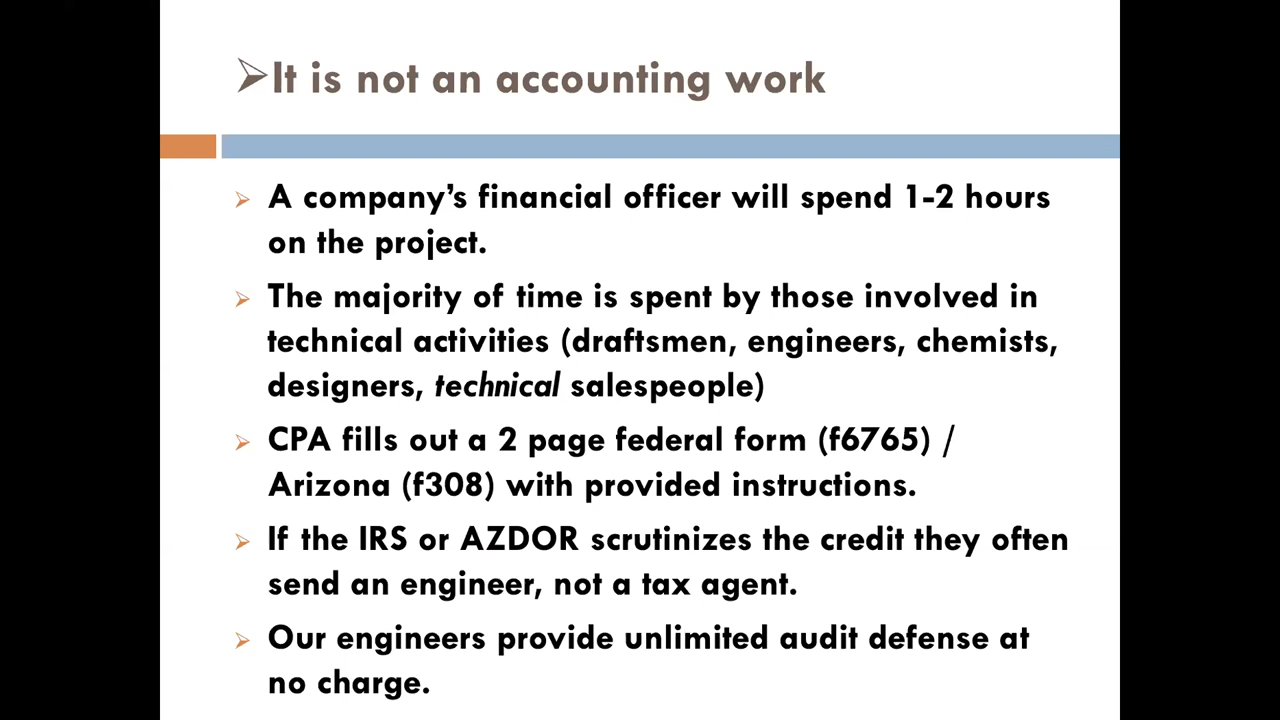 It is not an accounting work
A company's financial officer will spend 1-2 hours
on the project.
The majority of time is spent by those involved in
technical activities (draftsmen, engineers, chemists,
designers, technical salespeople)
CPA fills out a 2 page federal form (f6765) /
Arizona (f308) with provided instructions.
If the IRS or AZDOR scrutinizes the credit they often
send an engineer, not a tax agent.
Our engineers provide unlimited audit defense at
no charge.